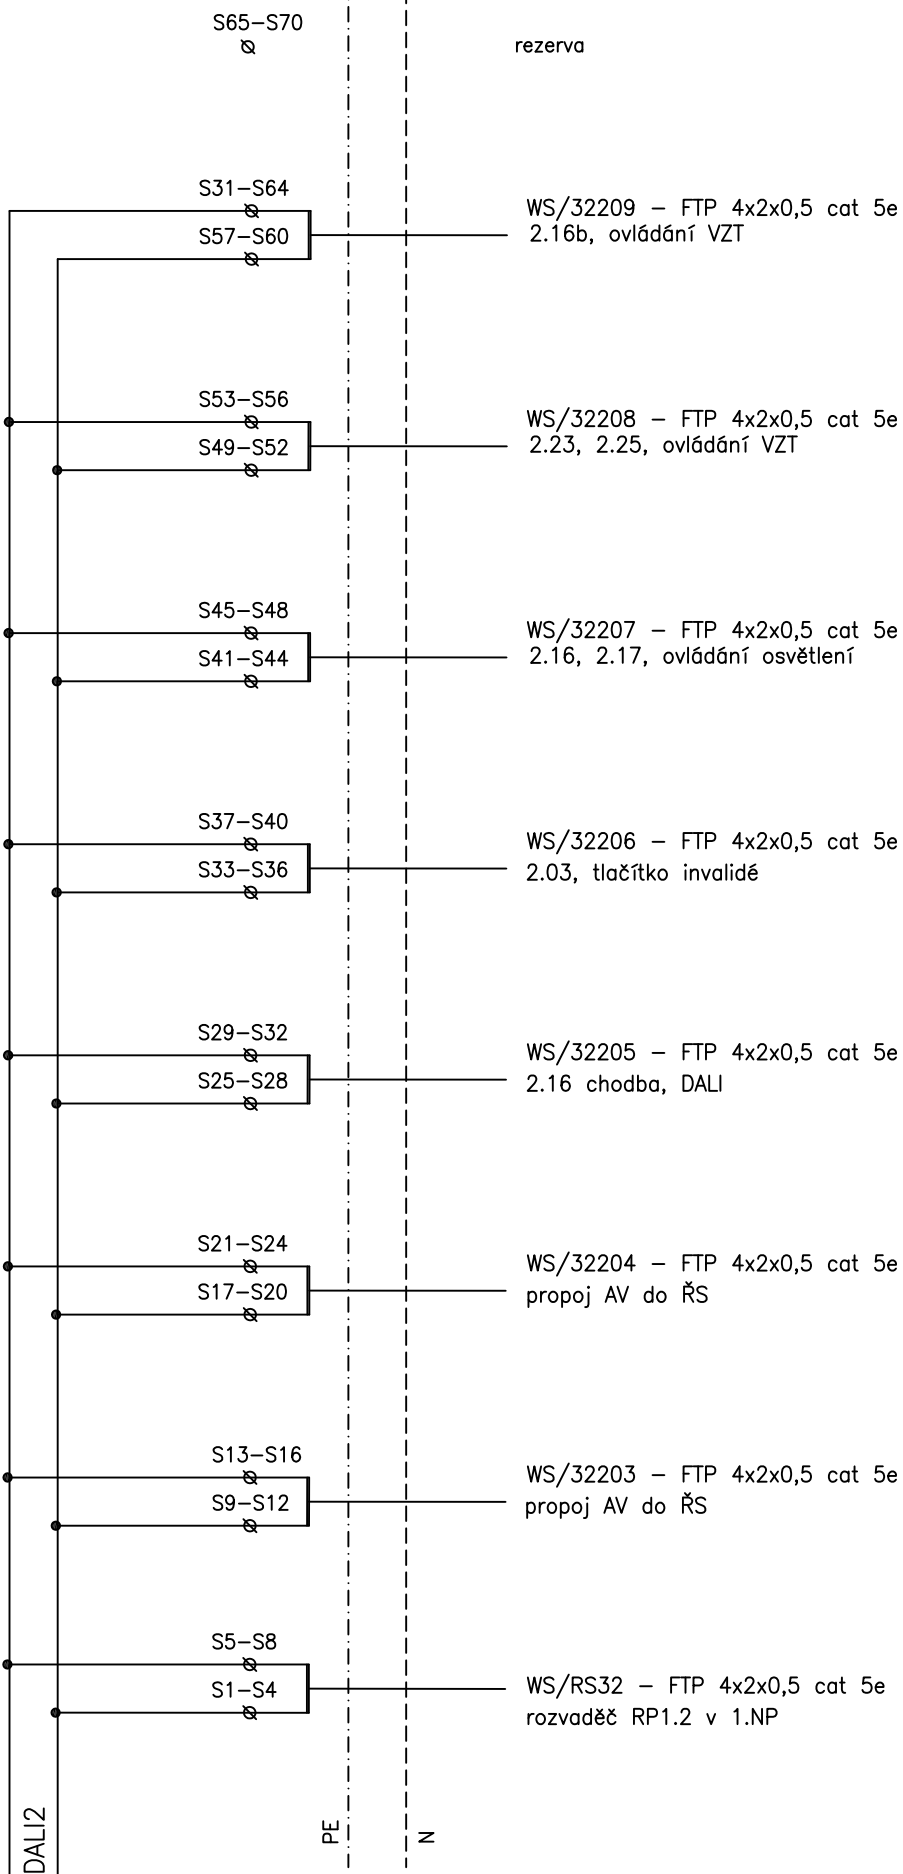 S65-S70
rezerva
S31-S64
S57-S60
WS/32209 - FTP 4x2x0,5 cat 5e
2.16b, ovládání VZT
S53-S56
S49-S52
WS/32208 - FTP 4x2x0,5 cat 5e
2.23, 2.25, ovládání VZT
S45-S48
S41-S44
WS/32207 - FTP 4x2x0,5 cat 5e
2.16, 2.17, ovládání osvětlení
S37-S40
S33-S36
WS/32206 - FTP 4x2x0,5 cat 5e
2.03, tlačítko invalidé
S29-S32
S25-S28
WS/32205 - FTP 4x2x0,5 cat 5e
2.16 chodba, DALI
S21-S24
S17-S20
WS/32204 - FTP 4x2x0,5 cat 5e
propoj AV do ŘS
S13-S16
S9-S12
WS/32203 - FTP 4x2x0,5 cat 5e
propoj AV do ŘS
S5-S8
S1-S4
WS/RS32 - FTP 4x2x0,5 cat 5e
rozvaděč RP1.2 v 1.NP
DALI2
PE
N